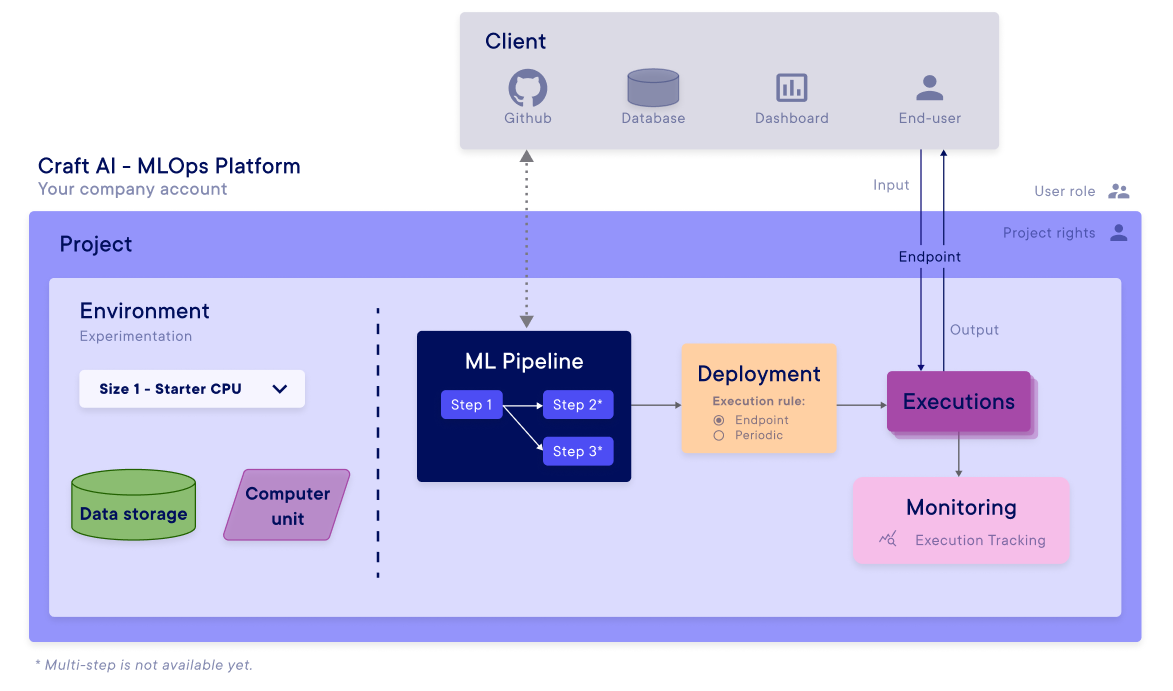 Client
Github
Database
Dashboard
End-user
Craft AI - MLOps Platform
Your company account
Input
User role
Project
Project rights
Endpoint
Environment
Experimentation
Output
Size 1 - Starter CPU
ML Pipeline
Step 1
Step 2*
Step 3*
Deployment
Execution rule:
Endpoint
Periodic
Executions
Data storage
Computer
unit
Monitoring
Execution Tracking
* Multi-step is not available yet.